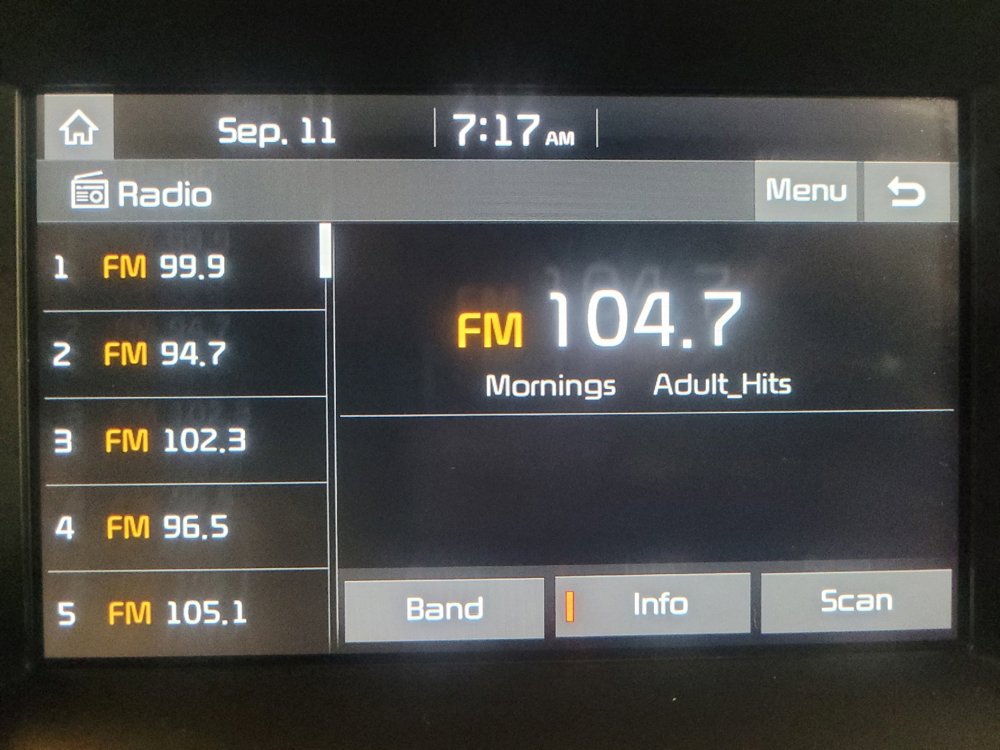 Sep. 11 7:17 AM
Radio Menu
1 FM 99.9
2 FM 94.7
3 FM 102.3
4 FM 96.5
5 FM 105.1
FM 104.7
Mornings Adult_Hits
Band Info Scan